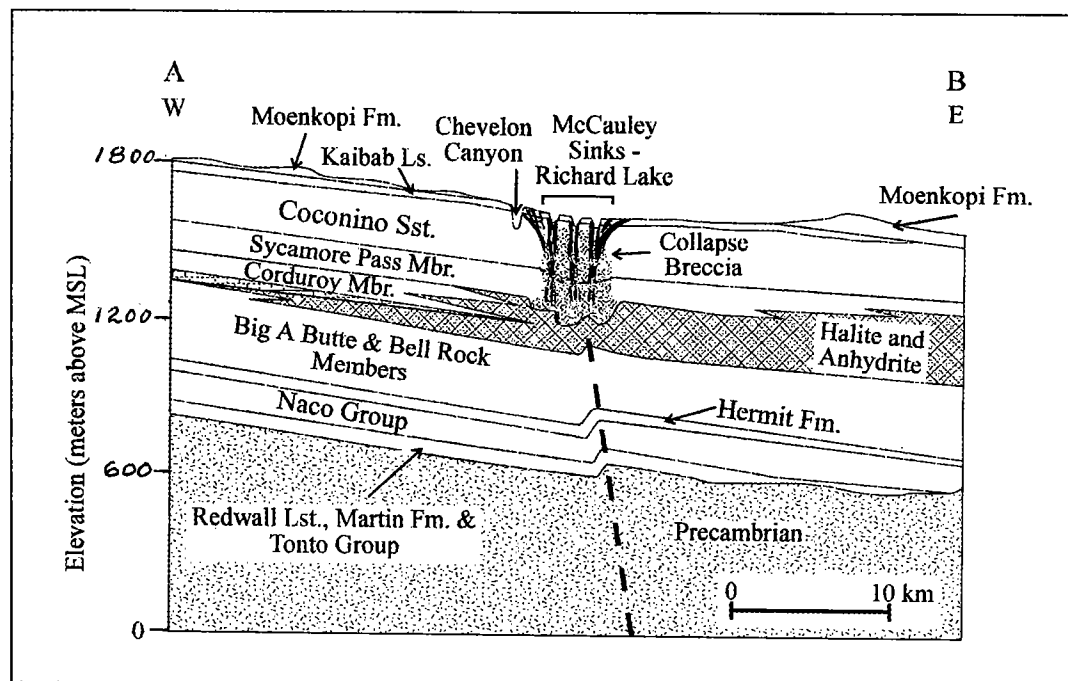 A
W
B
E
Moenkopi Fm.
Kaibab Ls.
Chevelon
Canyon
McCauley
Sinks -
Richard Lake
Moenkopi Fm.
1800
Coconino Sst.
Collapse
Breccia
Sycamore Pass Mbr.
Corduroy Mbr.
1200
Big A Butte & Bell Rock
Members
Halite and
Anhydrite
Naco Group
Hermit Fm.
600
Redwall Lst., Martin Fm. &
Tonto Group
Precambrian
0 10 km
0
Elevation (meters above MSL)